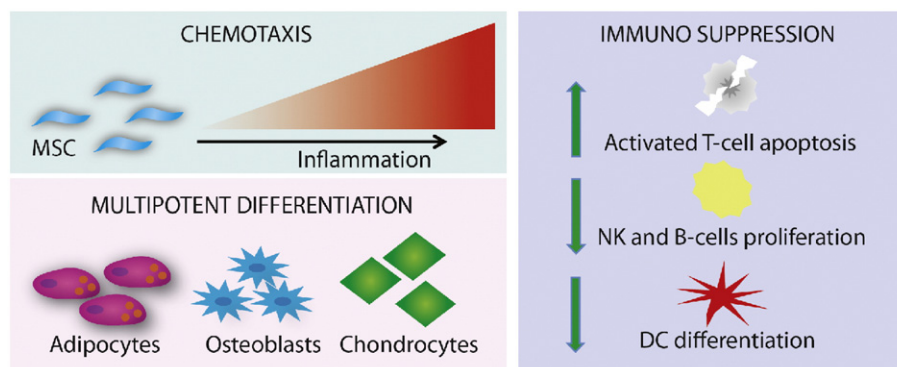 CHEMOTAXIS
MSC
Inflammation
MULTIPOTENT DIFFERENTIATION
Adipocytes
Osteoblasts
Chondrocytes
IMMUNO SUPPRESSION
Activated T-cell apoptosis
NK and B-cells proliferation
DC differentiation